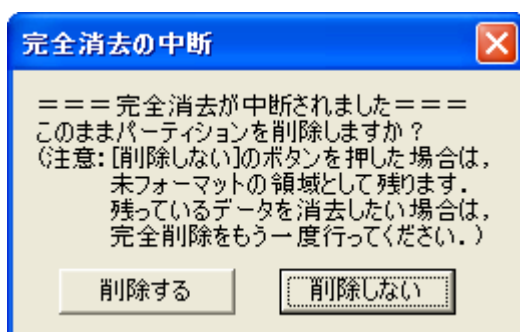 完全消去の中断
===完全消去が中断されました===
このままパーティションを削除しますか?
(注意:[削除しない]のボタンを押した場合は,
未フォーマットの領域として残ります.
残っているデータを消去したい場合は,
完全削除をもう一度行ってください.)
削除する
削除しない